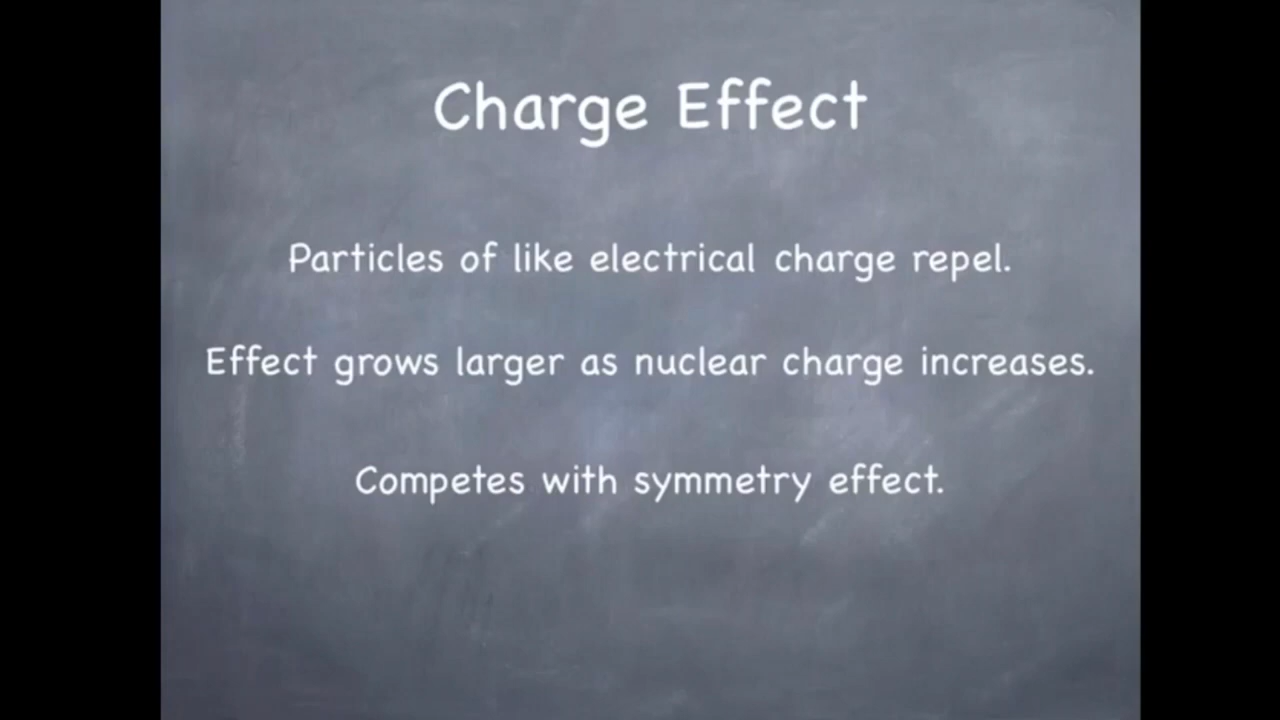 Charge Effect
Particles of like electrical charge repel.
Effect grows larger as nuclear charge increases.
Competes with symmetry effect.